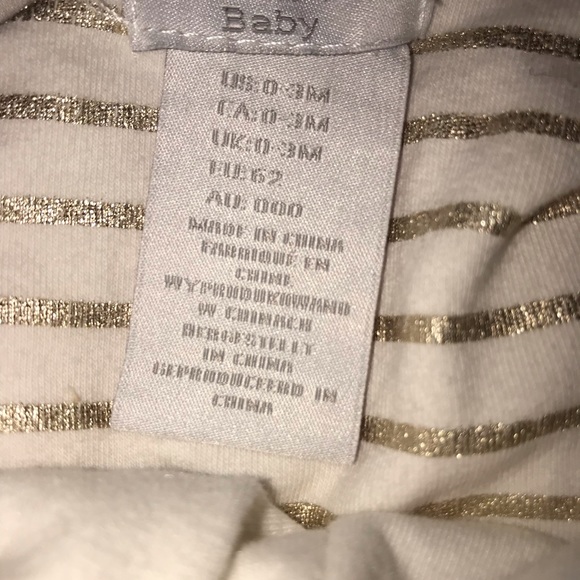 Baby
US:0-3M
CA:0-3M
UK:0-3M
EU:62
AU:000
MADE IN CHINA
FABRIQUE EN
CHINE
WYPRODUKOWANO
W CHINACH
HERGESTELLT
IN CHINA
GEPRODUCEERD IN
CHINA